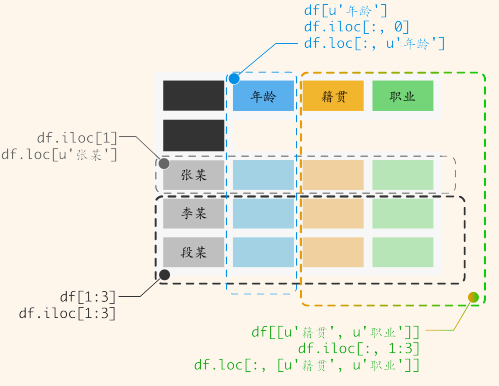 df[u'年龄']
df.iloc[:, 0]
df.loc[:, u'年龄']
年龄 籍贯 职业
df.iloc[1]
df.loc[u'张某']
张某
李某
段某
df[1:3]
df.iloc[1:3]
df[[u'籍贯', u'职业']]
df.iloc[:, 1:3]
df.loc[:, [u'籍贯', u'职业']]